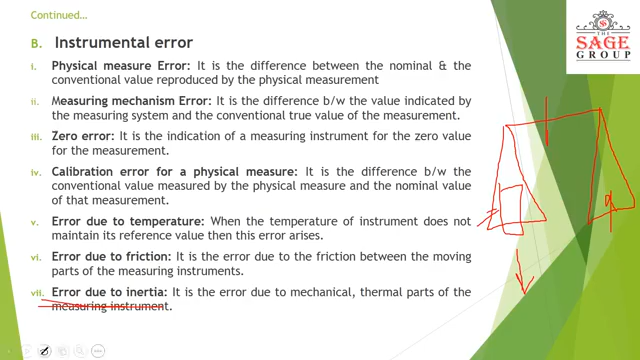 Continued...
B. Instrumental error
i. Physical measure Error: It is the difference between the nominal & the
conventional value reproduced by the physical measurement
ii. Measuring mechanism Error: It is the difference b/w the value indicated by
the measuring system and the conventional true value of the measurement.
iii. Zero error: It is the indication of a measuring instrument for the zero value
for the measurement.
iv. Calibration error for a physical measure: It is the difference b/w the
conventional value measured by the physical measure and the nominal value
of that measurement.
v. Error due to temperature: When the temperature of instrument does not
maintain its reference value then this error arises.
vi. Error due to friction: It is the error due to the friction between the moving
parts of the measuring instruments.
vii. Error due to inertia: It is the error due to mechanical, thermal parts of the
measuring instrument.
THE
SAGE
GROUP